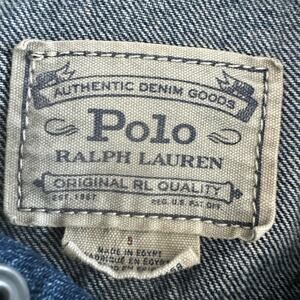 AUTHENTIC DENIM GOODS
Polo
RALPH LAUREN
ORIGINAL RL QUALITY
EST. 1967
REG. U.S. PAT. OFF.
MADE IN EGYPT
FABRIQUÉ EN EGYPTE